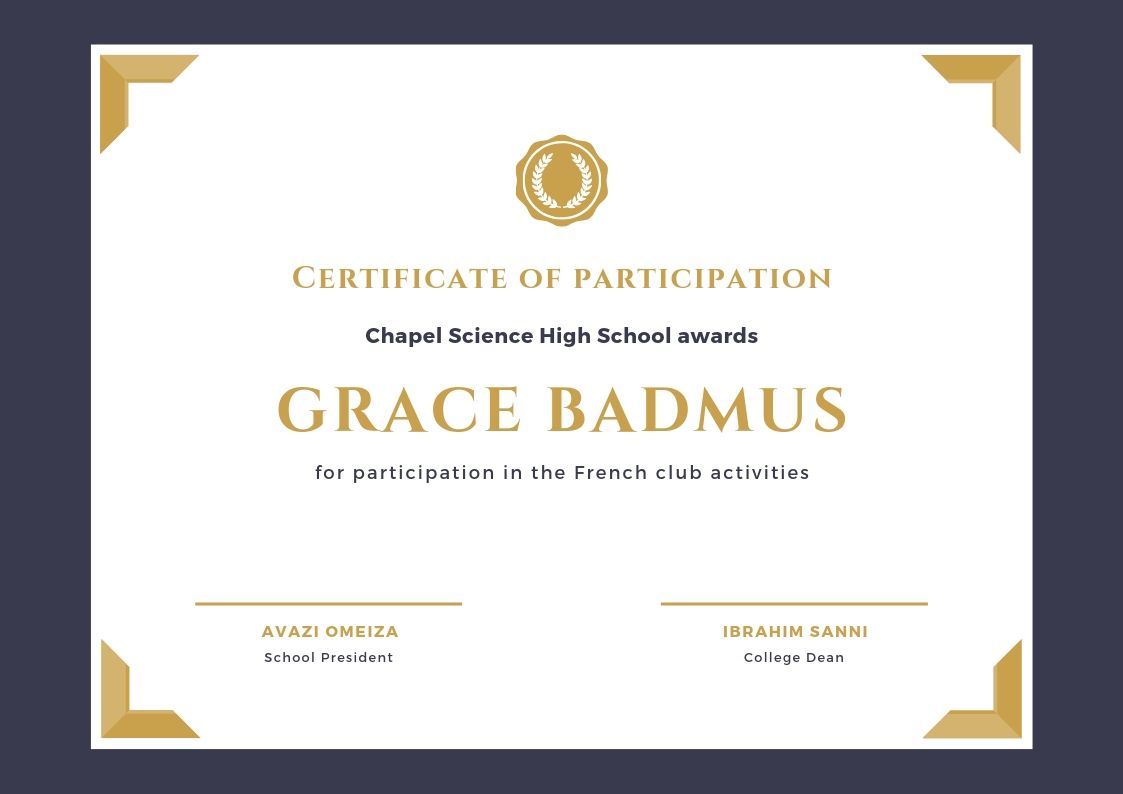 Certificate of participation
Chapel Science High School awards
GRACE BADMUS
for participation in the French club activities
AVAZI OMEIZA
School President
IBRAHIM SANNI
College Dean